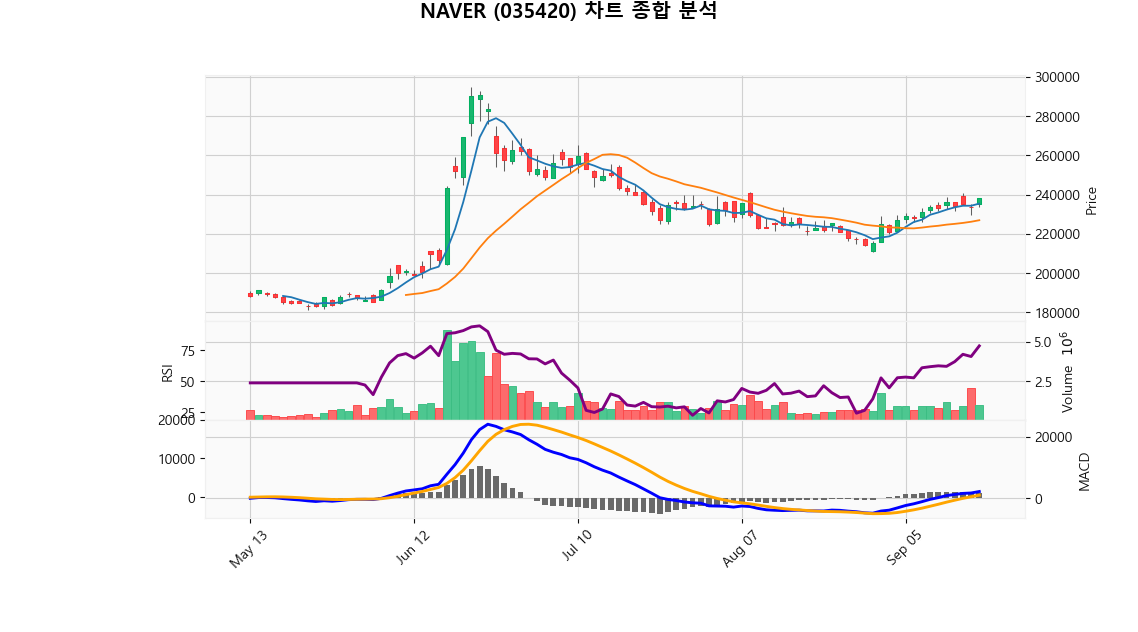 NAVER (035420) 차트 종합 분석
300000
280000
260000
240000
220000
200000
180000
Price
75
50
25
RSI
5.0
2.5
Volume 10^6
20000
10000
0
20000
0
MACD
May 13
Jun 12
Jul 10
Aug 07
Sep 05